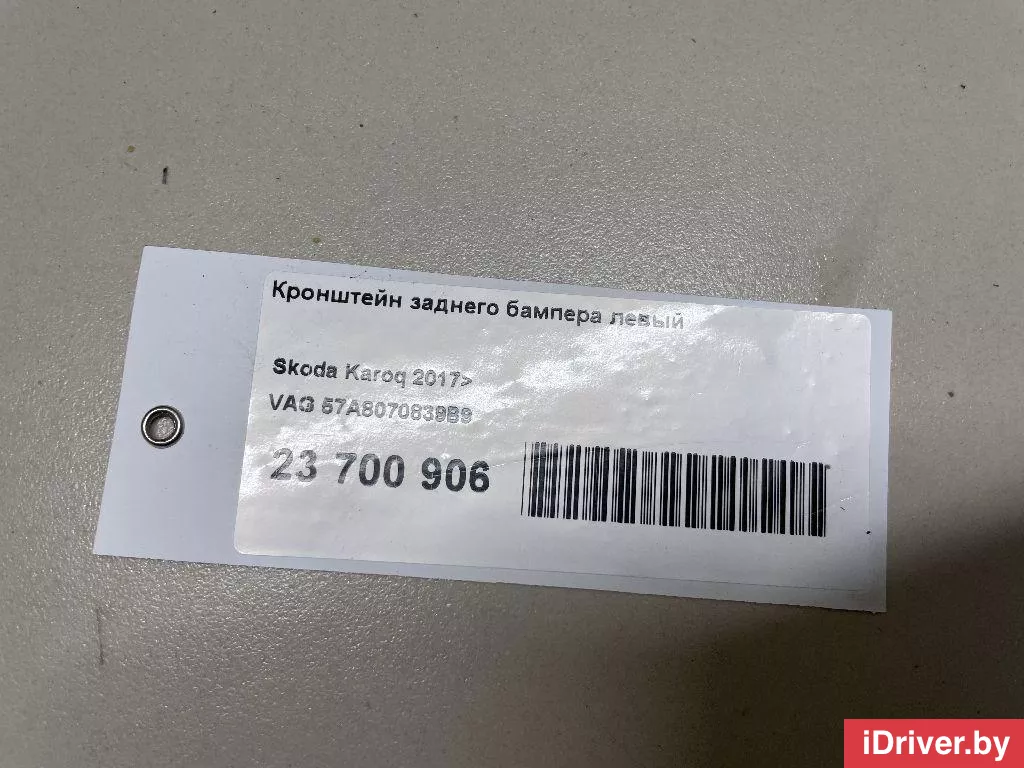 Кронштейн заднего бампера левый
Skoda Karoq 2017>
VAG 57A8070839B9
23 700 906
iDriver.by